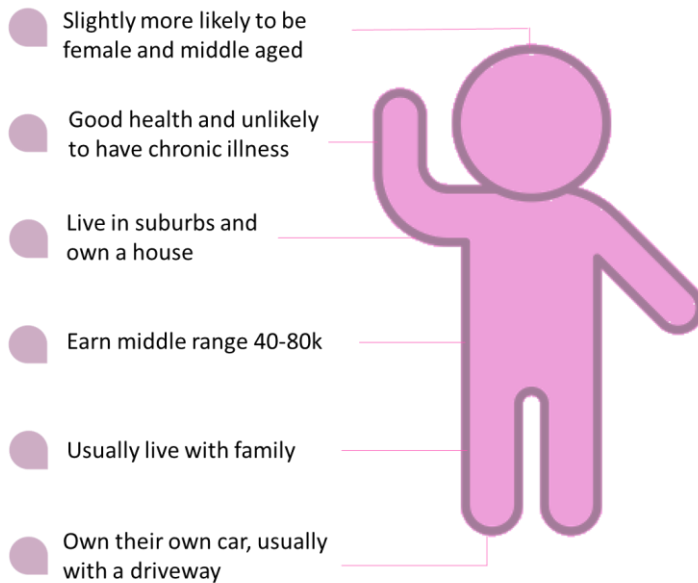 Slightly more likely to be
female and middle aged
Good health and unlikely
to have chronic illness
Live in suburbs and
own a house
Earn middle range 40-80k
Usually live with family
Own their own car, usually
with a driveway